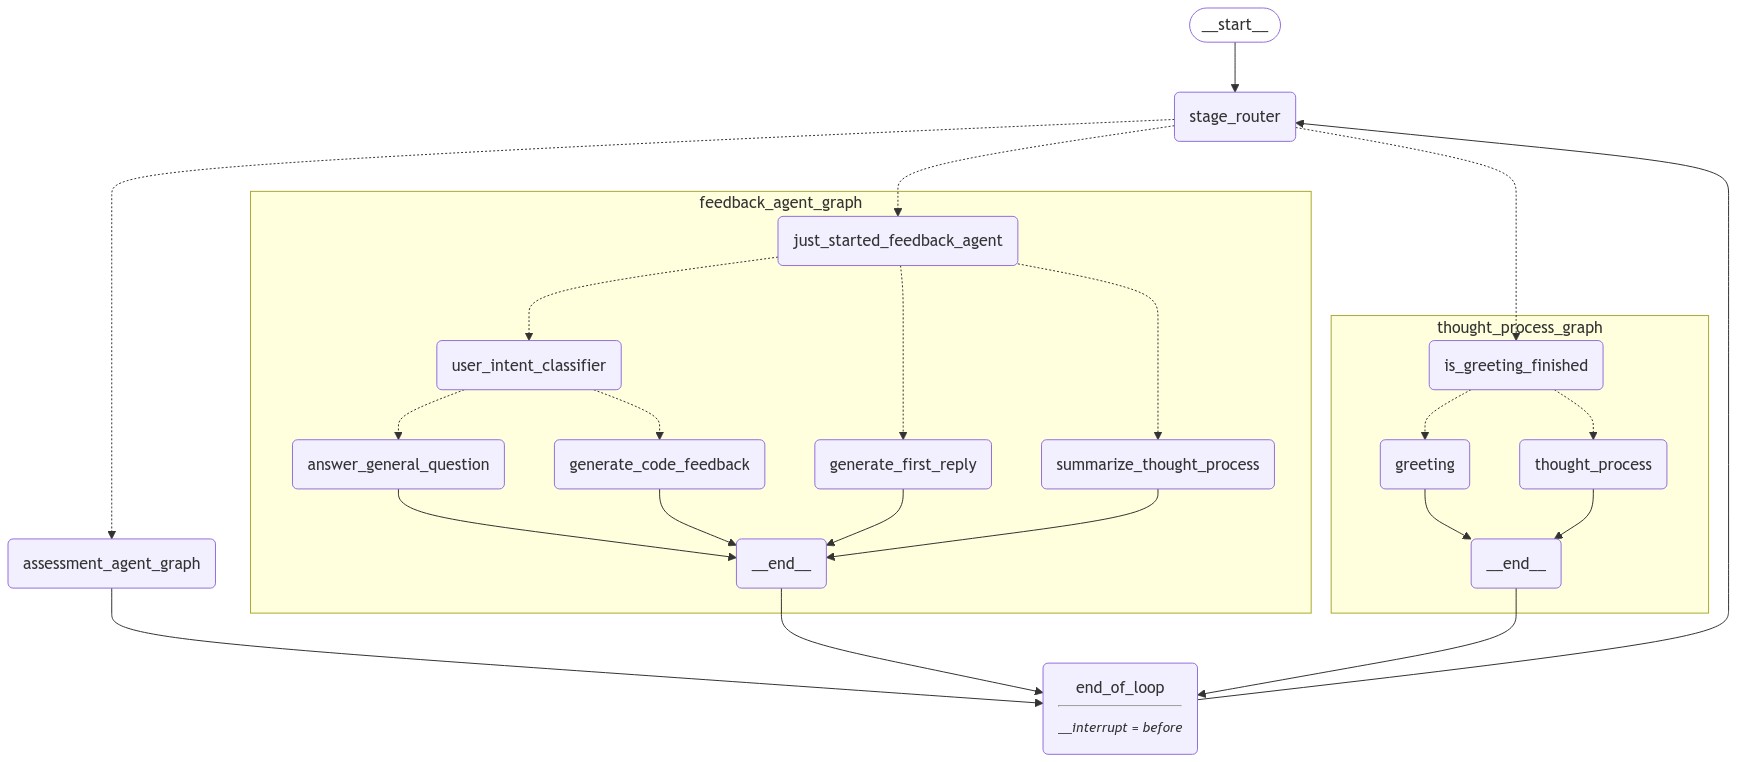 __start__
stage_router
feedback_agent_graph
just_started_feedback_agent
thought_process_graph
user_intent_classifier
is_greeting_finished
answer_general_question
generate_code_feedback
generate_first_reply
summarize_thought_process
greeting
thought_process
assessment_agent_graph
__end__
__end__
end_of_loop
__interrupt = before